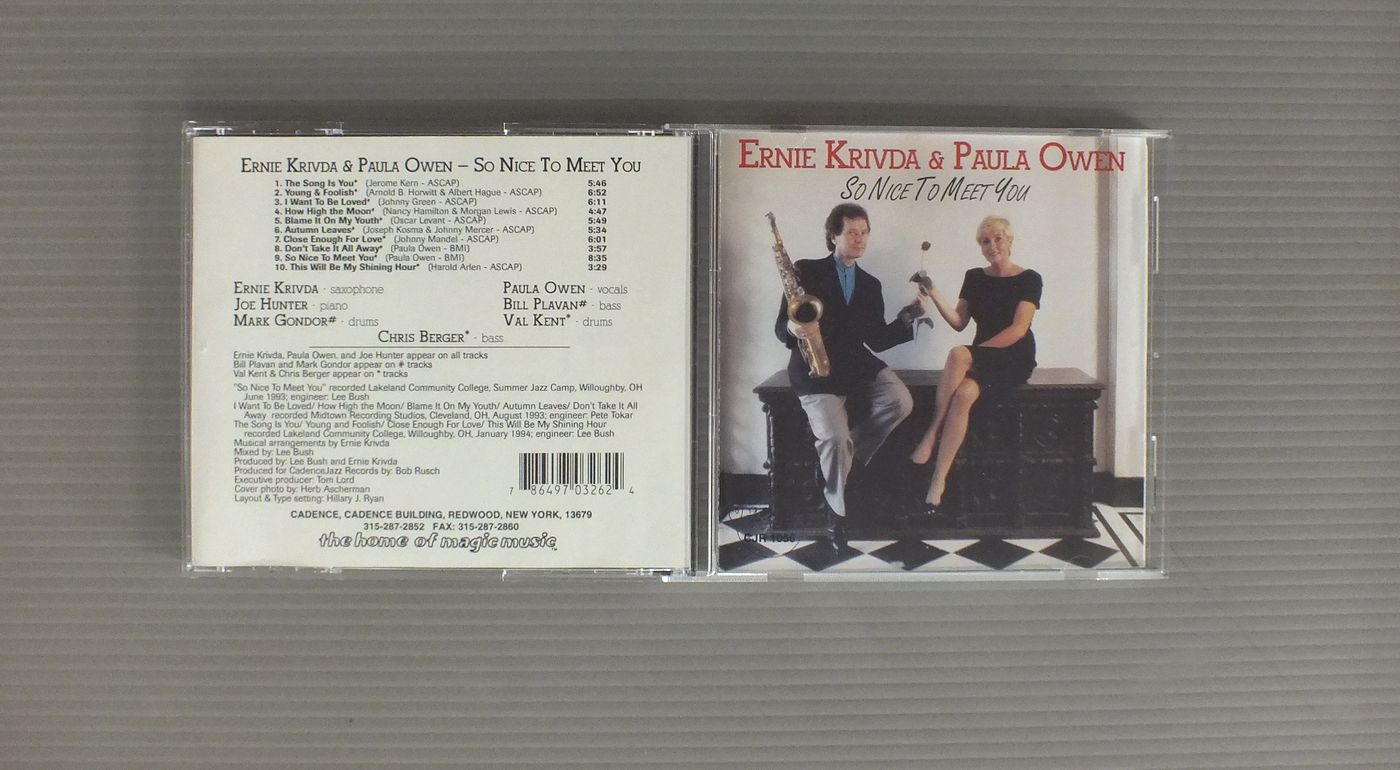 ERNIE KRIVDA & PAULA OWEN – SO NICE TO MEET YOU
1. The Song Is You* (Jerome Kern - ASCAP) 5:46
2. Young & Foolish* (Arnold B. Horwitt & Albert Hague - ASCAP) 6:52
3. I Want To Be Loved* (Johnny Green - ASCAP) 6:11
4. How High the Moon* (Nancy Hamilton & Morgan Lewis - ASCAP) 4:47
5. Blame It On My Youth* (Oscar Levant - ASCAP) 5:49
6. Autumn Leaves* (Joseph Kosma & Johnny Mercer - ASCAP) 5:34
7. Close Enough For Love* (Johnny Mandel - ASCAP) 6:01
8. Don't Take It All Away* (Paula Owen - BMI) 3:57
9. So Nice To Meet You* (Paula Owen - BMI) 8:35
10. This Will Be My Shining Hour* (Harold Arlen - ASCAP) 3:29
ERNIE KRIVDA - saxophone PAULA OWEN - vocals
JOE HUNTER - piano BILL PLAVAN# - bass
MARK GONDOR# - drums VAL KENT* - drums
CHRIS BERGER* - bass
Ernie Krivda, Paula Owen, and Joe Hunter appear on all tracks
Bill Plavan and Mark Gondor appear on # tracks
Val Kent & Chris Berger appear on * tracks
"So Nice To Meet You" recorded Lakeland Community College, Summer Jazz Camp, Willoughby, OH
June 1993; engineer: Lee Bush
I Want To Be Loved/ How High the Moon/ Blame It On My Youth/ Autumn Leaves/ Don't Take It All
Away recorded Midtown Recording Studios, Cleveland, OH, August 1993; engineer: Pete Tokar
The Song Is You/ Young and Foolish/ Close Enough For Love/ This Will Be My Shining Hour
recorded Lakeland Community College, Willoughby, OH, January 1994; engineer: Lee Bush
Musical arrangements by Ernie Krivda
Mixed by: Lee Bush
Produced by: Lee Bush and Ernie Krivda
Produced for CadenceJazz Records by: Bob Rusch
Executive producer: Tom Lord
Cover photo by: Herb Ascherman
Layout & Type setting: Hillary J. Ryan
7 86497 03262 4
CADENCE, CADENCE BUILDING, REDWOOD, NEW YORK, 13679
315-287-2852 FAX: 315-287-2860
the home of magic music™
ERNIE KRIVDA & PAULA OWEN
SO NICE TO MEET YOU
CJR 1056